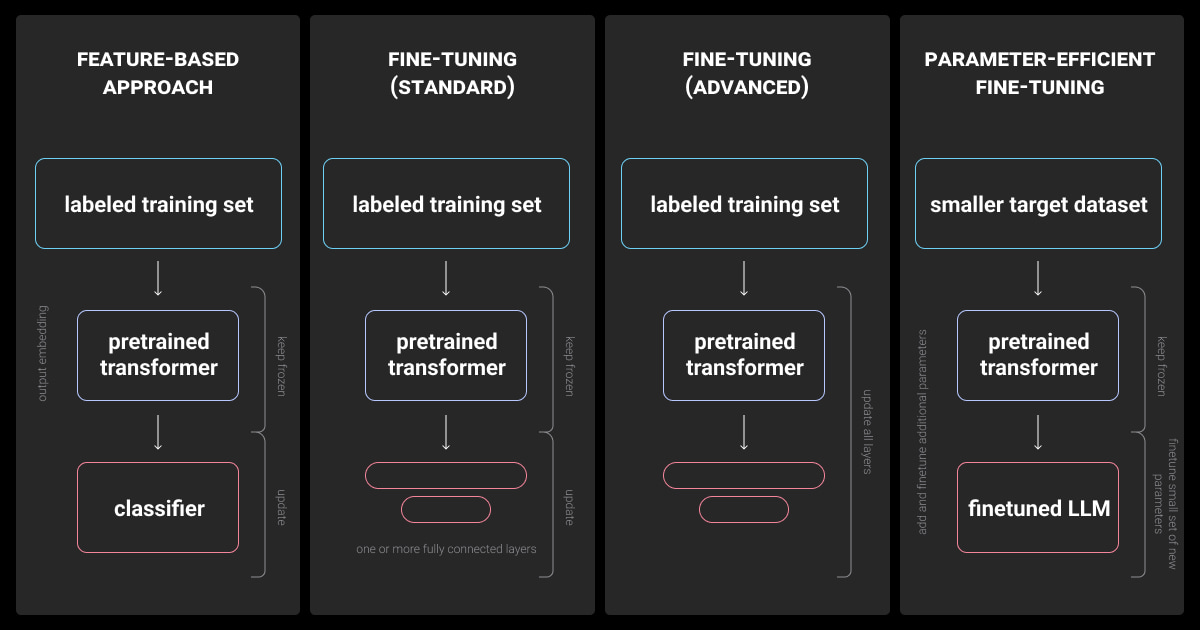 FEATURE-BASED
APPROACH
labeled training set
output embedding
pretrained
transformer
keep frozen
classifier
update
FINE-TUNING
(STANDARD)
labeled training set
pretrained
transformer
keep frozen
update
one or more fully connected layers
FINE-TUNING
(ADVANCED)
labeled training set
pretrained
transformer
update all layers
PARAMETER-EFFICIENT
FINE-TUNING
smaller target dataset
add and finetune additional parameters
pretrained
transformer
keep frozen
finetuned LLM
finetune small set of new
parameters